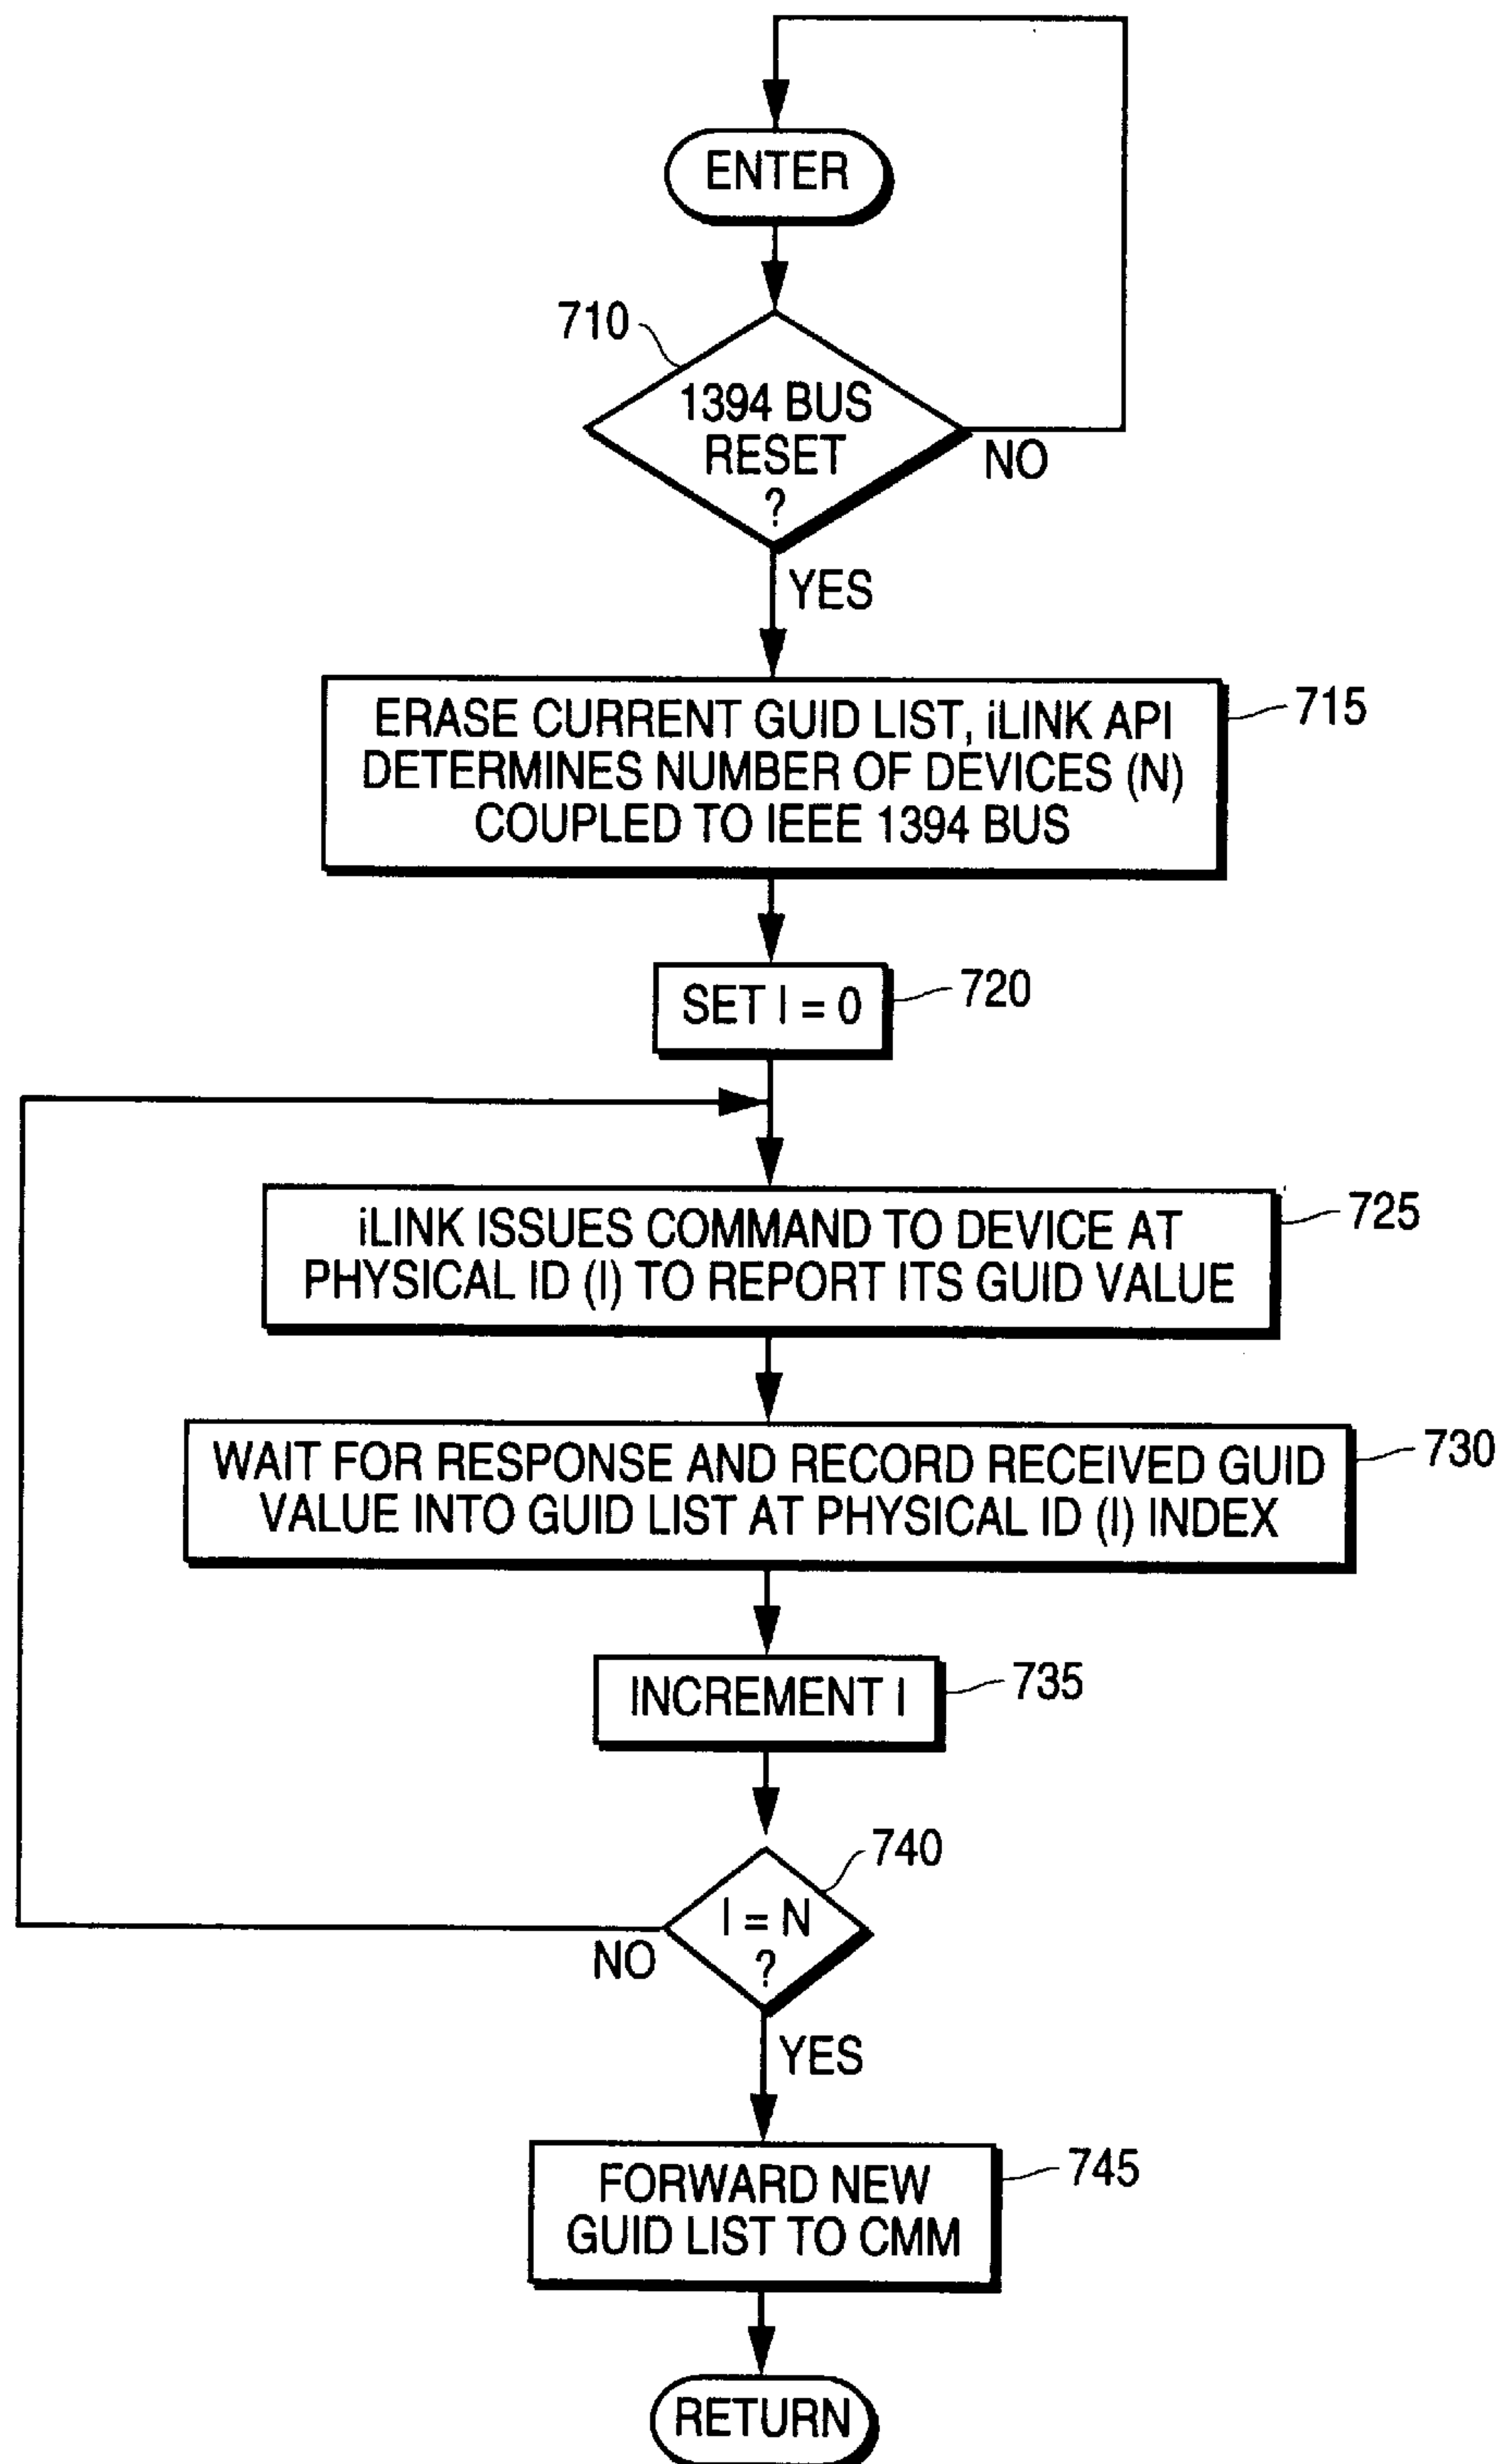 ENTER
710
1394 BUS
RESET
?
NO
YES
ERASE CURRENT GUID LIST, iLINK API
DETERMINES NUMBER OF DEVICES (N)
COUPLED TO IEEE 1394 BUS
715
SET I = 0
720
iLINK ISSUES COMMAND TO DEVICE AT
PHYSICAL ID (I) TO REPORT ITS GUID VALUE
725
WAIT FOR RESPONSE AND RECORD RECEIVED GUID
VALUE INTO GUID LIST AT PHYSICAL ID (I) INDEX
730
INCREMENT I
735
740
I = N
?
NO
YES
FORWARD NEW
GUID LIST TO CMM
745
RETURN